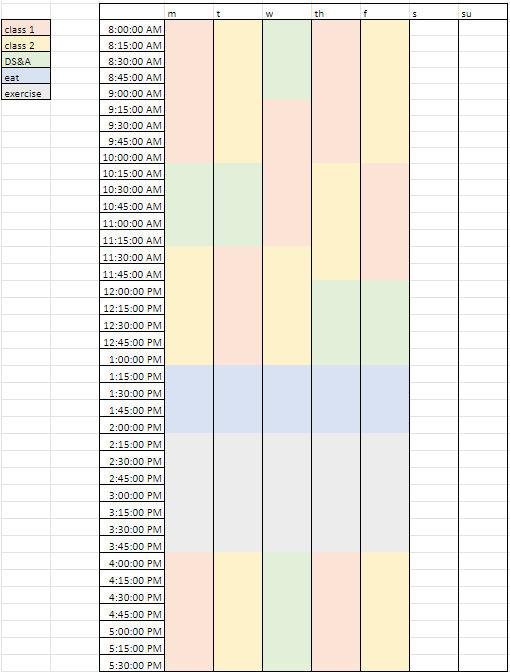 m t w th f s su
class 1 8:00:00 AM
class 2 8:15:00 AM
DS&A 8:30:00 AM
eat 8:45:00 AM
exercise 9:00:00 AM
9:15:00 AM
9:30:00 AM
9:45:00 AM
10:00:00 AM
10:15:00 AM
10:30:00 AM
10:45:00 AM
11:00:00 AM
11:15:00 AM
11:30:00 AM
11:45:00 AM
12:00:00 PM
12:15:00 PM
12:30:00 PM
12:45:00 PM
1:00:00 PM
1:15:00 PM
1:30:00 PM
1:45:00 PM
2:00:00 PM
2:15:00 PM
2:30:00 PM
2:45:00 PM
3:00:00 PM
3:15:00 PM
3:30:00 PM
3:45:00 PM
4:00:00 PM
4:15:00 PM
4:30:00 PM
4:45:00 PM
5:00:00 PM
5:15:00 PM
5:30:00 PM